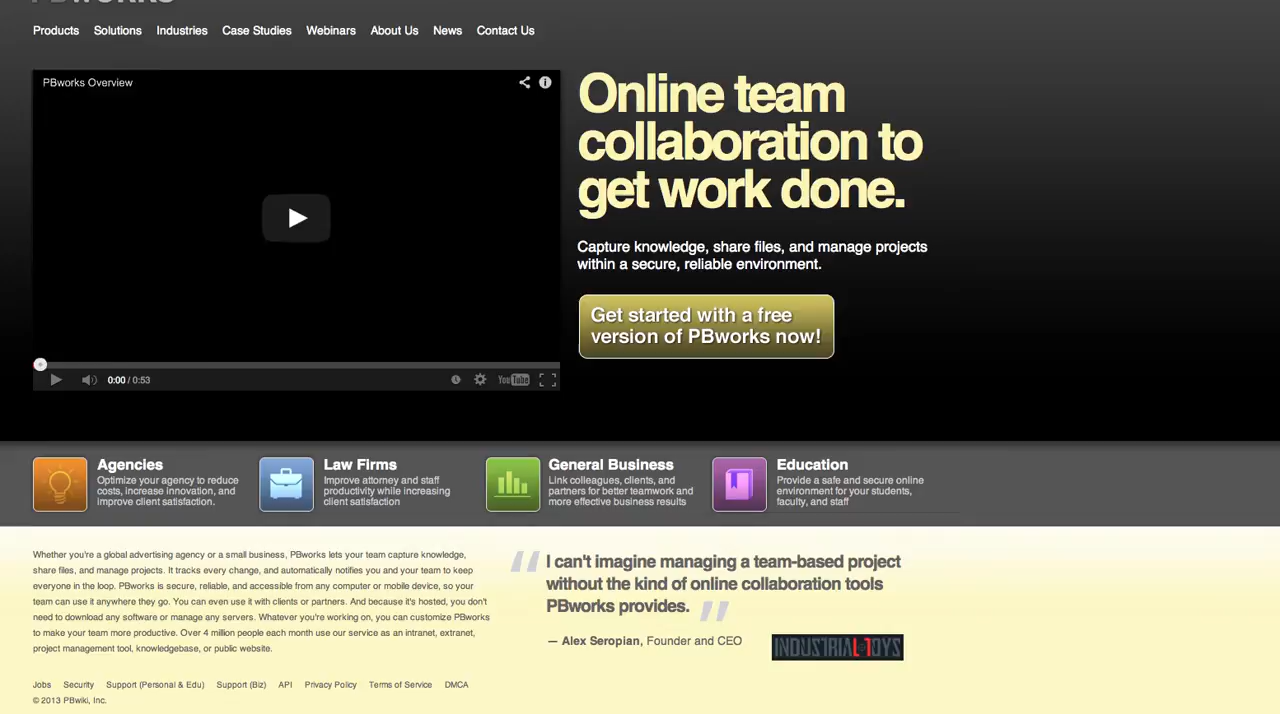 PBWORKS
Products Solutions Industries Case Studies Webinars About Us News Contact Us
PBworks Overview
0:00 / 0:53
YouTube
Online team
collaboration to
get work done.
Capture knowledge, share files, and manage projects
within a secure, reliable environment.
Get started with a free
version of PBworks now!
Agencies
Optimize your agency to reduce
costs, increase innovation, and
improve client satisfaction.
Law Firms
Improve attorney and staff
productivity while increasing
client satisfaction
General Business
Link colleagues, clients, and
partners for better teamwork and
more effective business results
Education
Provide a safe and secure online
environment for your students,
faculty, and staff
Whether you're a global advertising agency or a small business, PBworks lets your team capture knowledge,
share files, and manage projects. It tracks every change, and automatically notifies you and your team to keep
everyone in the loop. PBworks is secure, reliable, and accessible from any computer or mobile device, so your
team can use it anywhere they go. You can even use it with clients or partners. And because it's hosted, you don't
need to download any software or manage any servers. Whatever you're working on, you can customize PBworks
to make your team more productive. Over 4 million people each month use our service as an intranet, extranet,
project management tool, knowledgebase, or public website.
“ I can't imagine managing a team-based project
without the kind of online collaboration tools
PBworks provides. ”
— Alex Seropian, Founder and CEO
INDUSTRIAL TOYS
Jobs Security Support (Personal & Edu) Support (Biz) API Privacy Policy Terms of Service DMCA
© 2013 PBwiki, Inc.